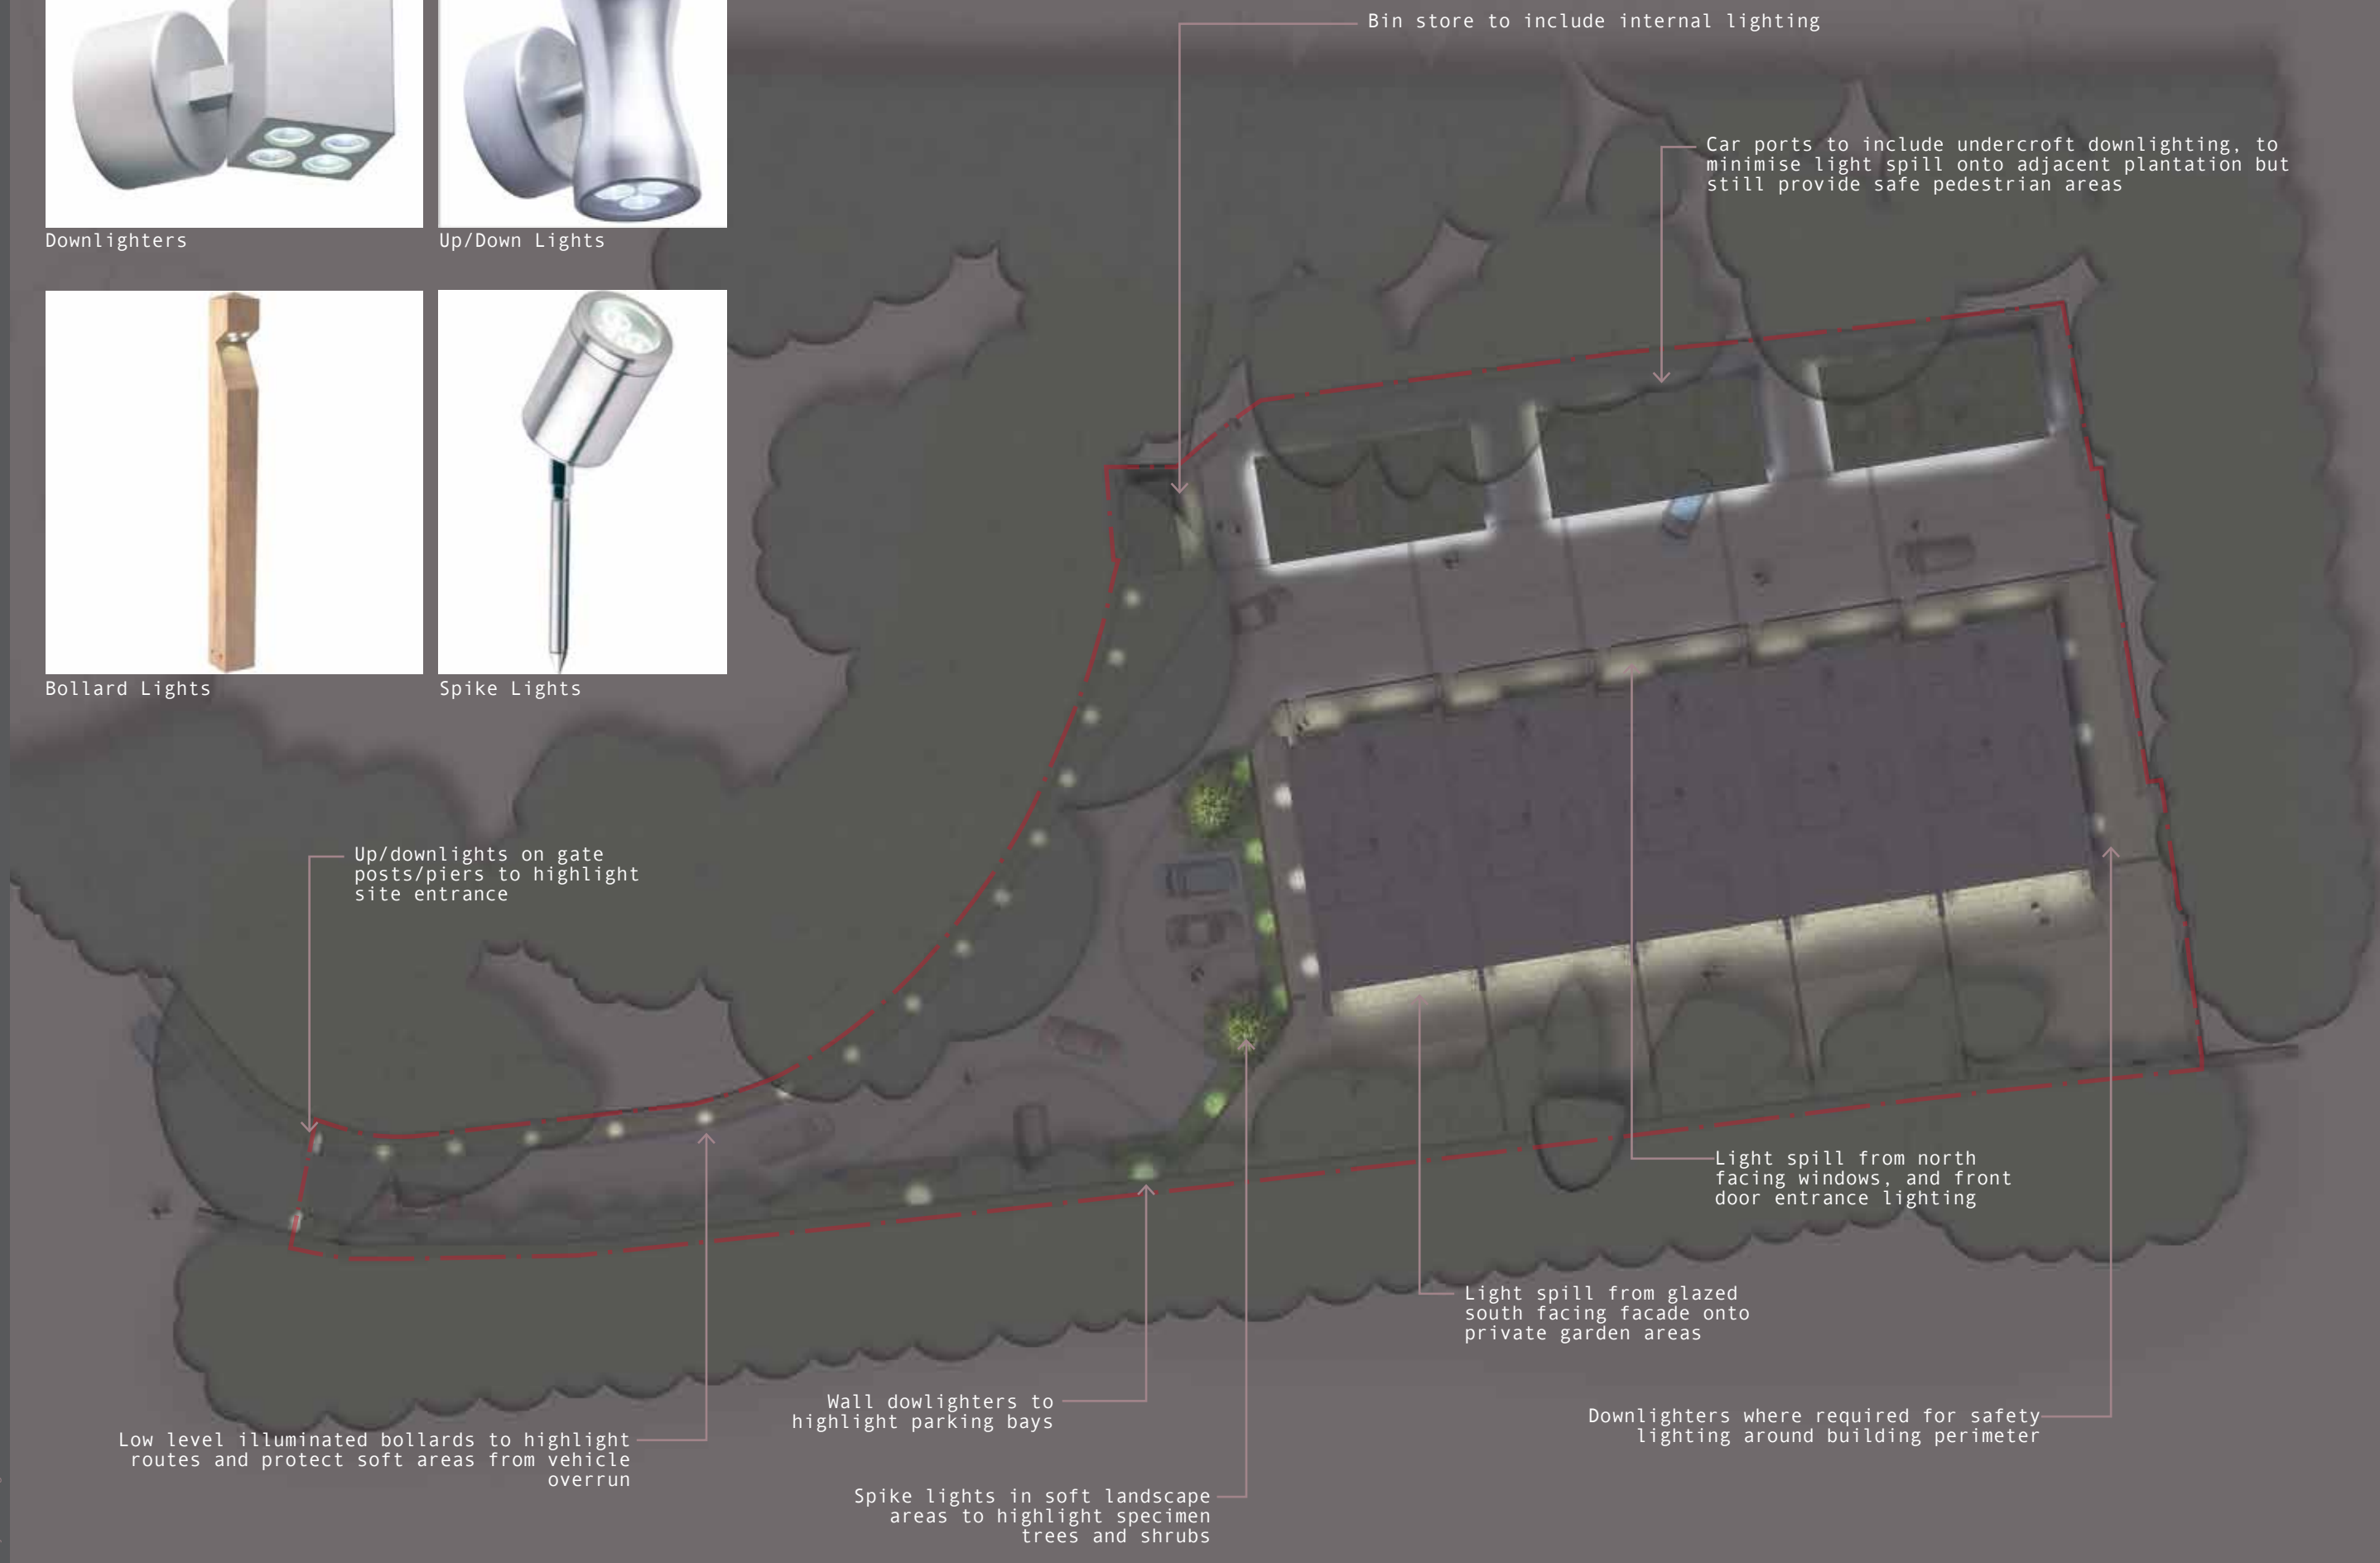 Bin store to include internal lighting
Car ports to include undercroft downlighting, to
minimise light spill onto adjacent plantation but
still provide safe pedestrian areas
Downlighters
Up/Down Lights
Bollard Lights
Spike Lights
Up/downlights on gate
posts/piers to highlight
site entrance
Light spill from north
facing windows, and front
door entrance lighting
Light spill from glazed
south facing facade onto
private garden areas
Wall dowlighters to
highlight parking bays
Downlighters where required for safety
lighting around building perimeter
Low level illuminated bollards to highlight
routes and protect soft areas from vehicle
overrun
Spike lights in soft landscape
areas to highlight specimen
trees and shrubs